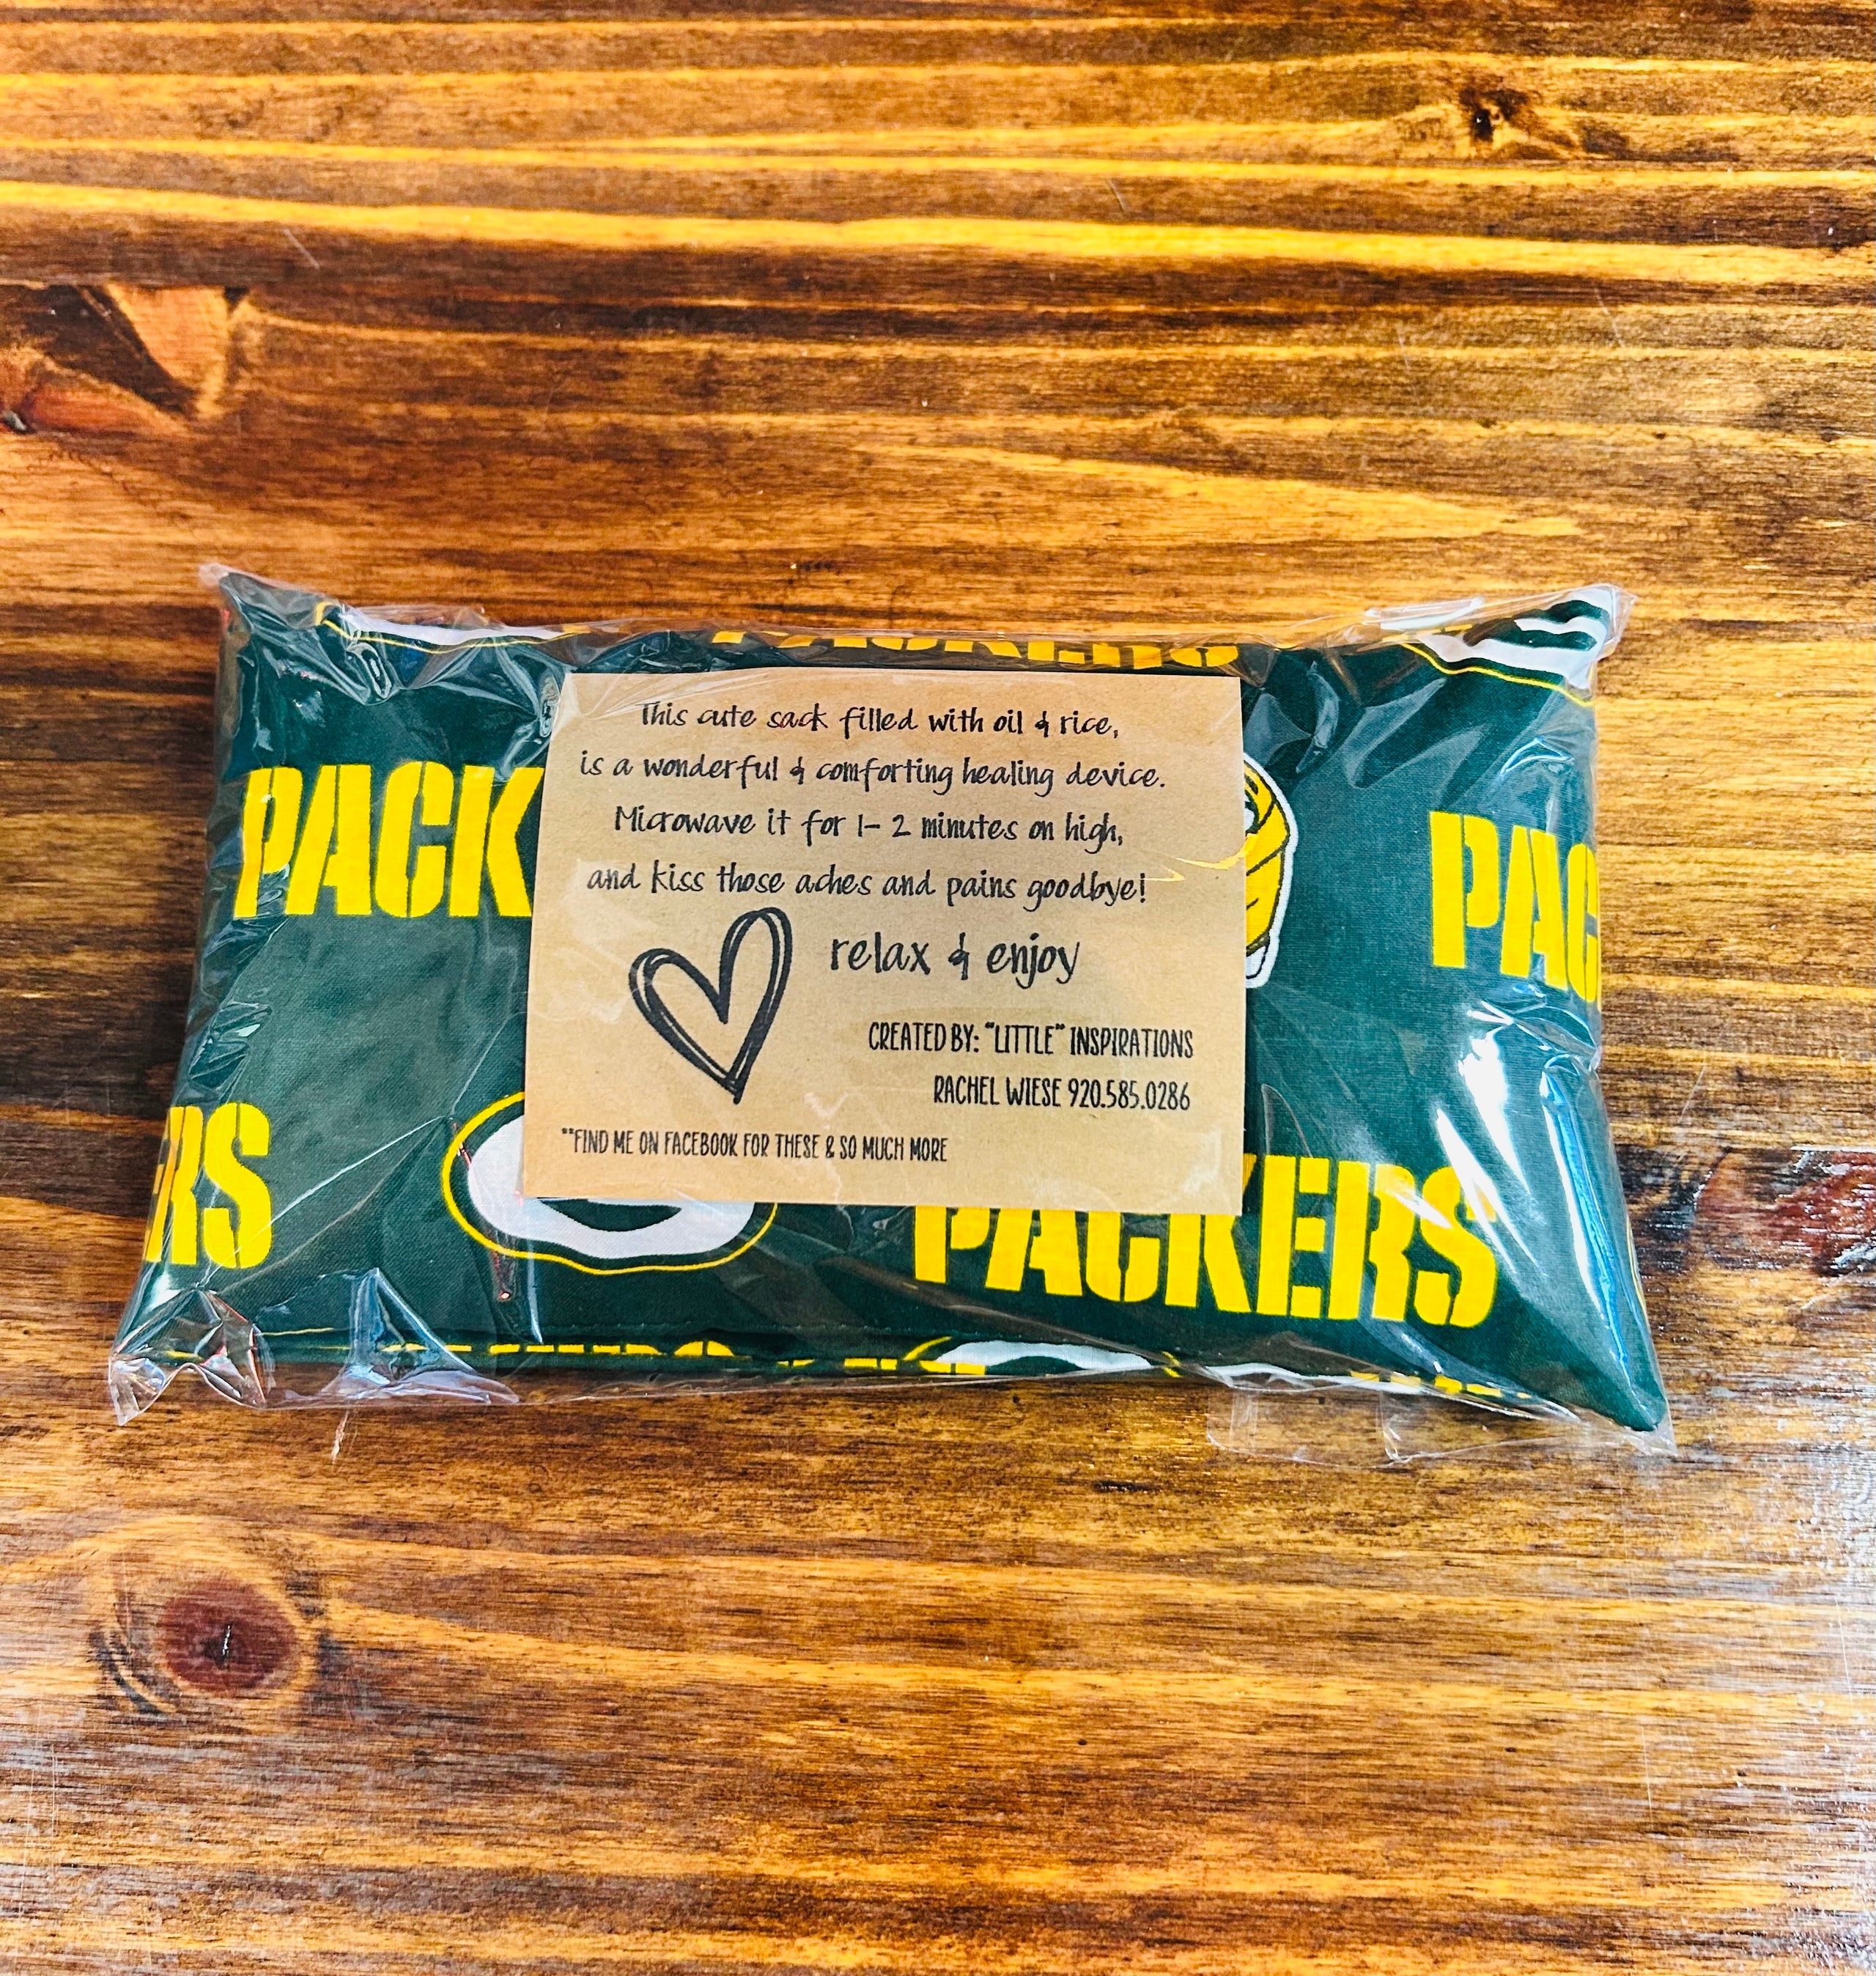 PACKERS
This cute sack filled with oil & rice,
is a wonderful & comforting healing device.
Microwave it for 1- 2 minutes on high,
and kiss those aches and pains goodbye!
relax & enjoy
CREATED BY: "LITTLE" INSPIRATIONS
RACHEL WIESE 920.585.0286
**FIND ME ON FACEBOOK FOR THESE & SO MUCH MORE
PACK
PAC
RS
PACKERS